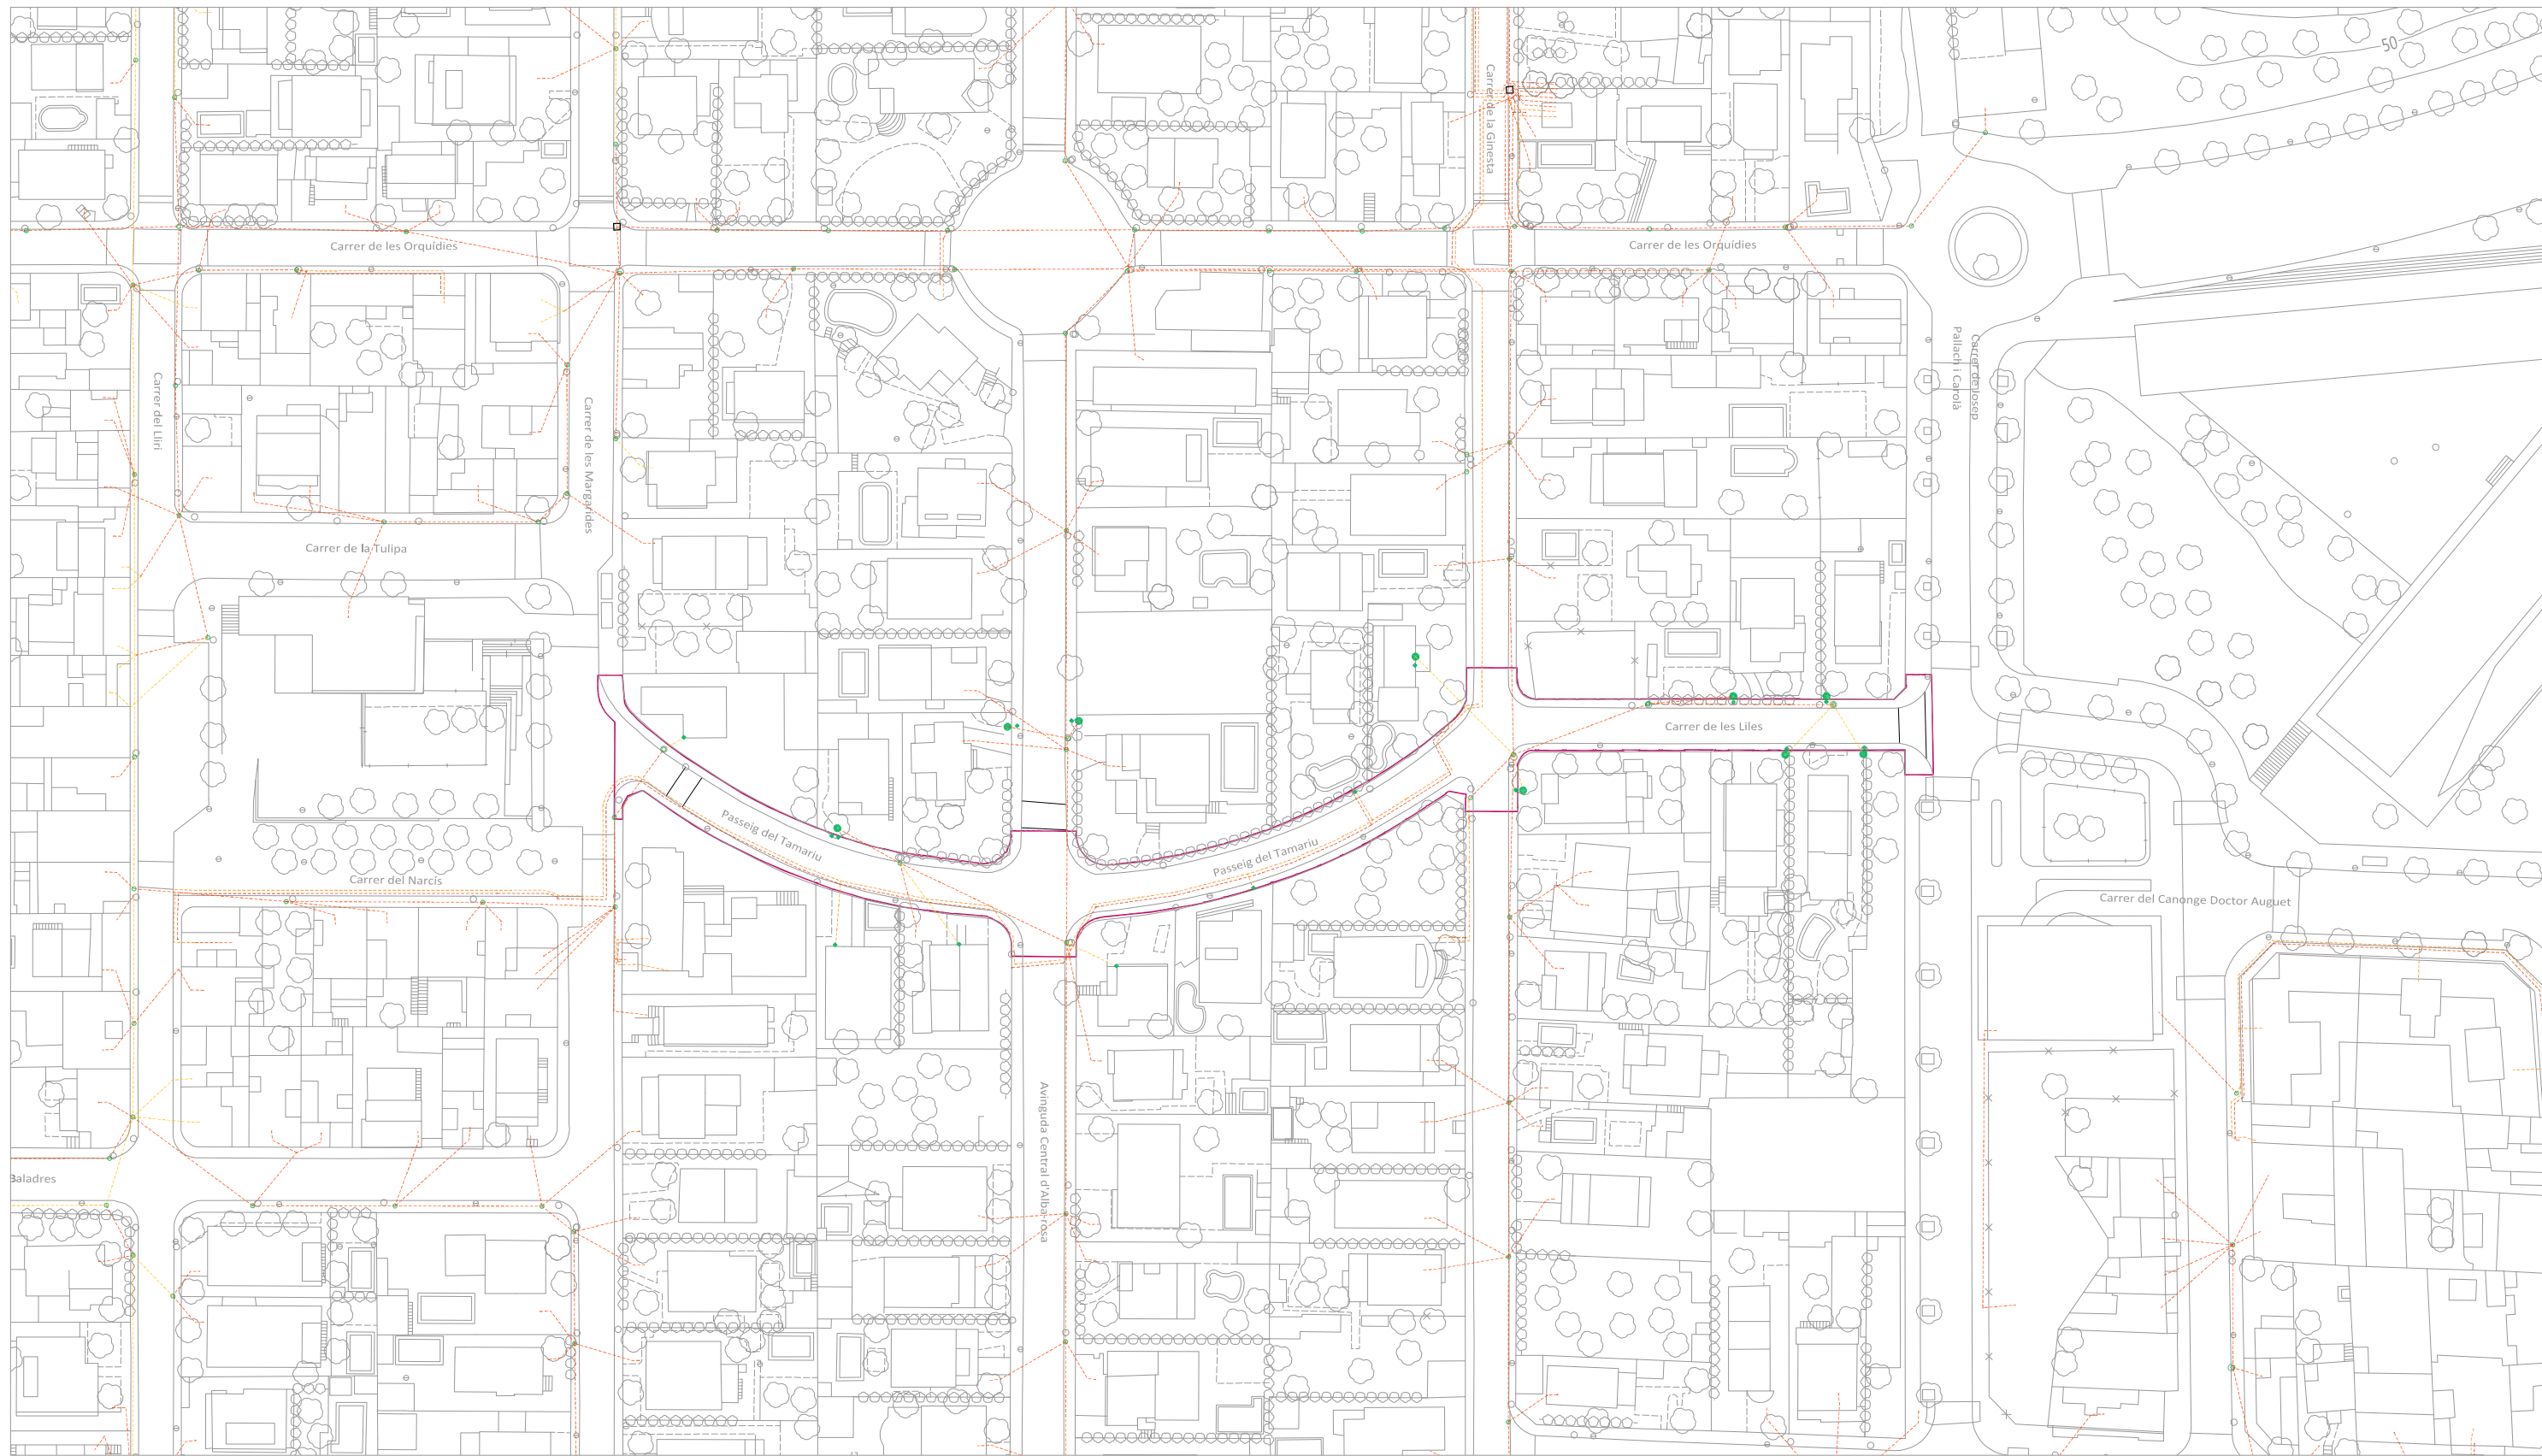 50
Carrer de la Ginesta
Carrer de les Orquídies
Carrer de les Orquídies
Carrer de Josep
Pallach i Carolà
Carrer del Lliri
Carrer de les Margarides
Carrer de la Tulipa
Carrer de les Liles
Passeig del Tamariu
Passeig del Tamariu
Carrer del Narcís
Carrer del Canonge Doctor Auguet
Avinguda Central d'Alba-rosa
Baladres